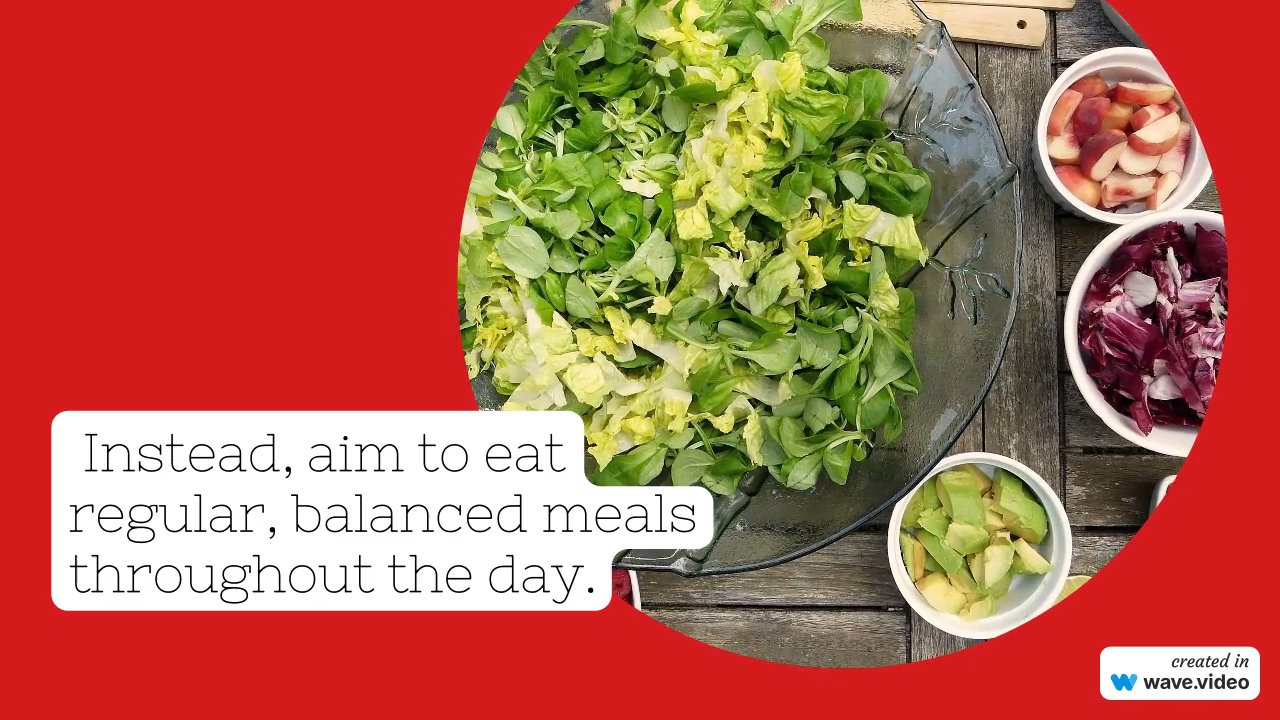 Instead, aim to eat
regular, balanced meals
throughout the day.
created in
wave.video